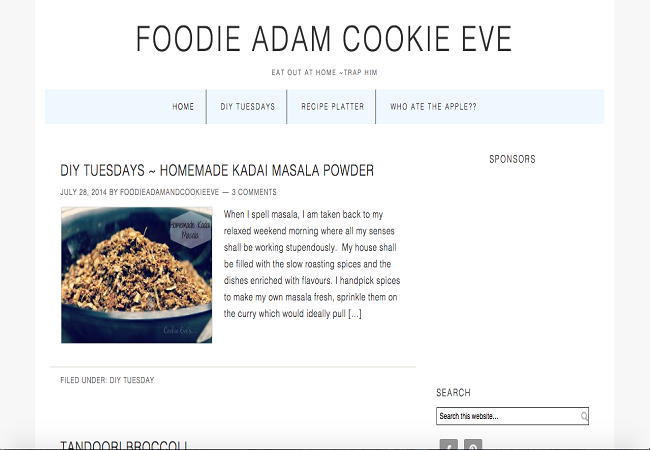 FOODIE ADAM COOKIE EVE
EAT OUT AT HOME ~TRAP HIM
HOME
DIY TUESDAYS
RECIPE PLATTER
WHO ATE THE APPLE??
SPONSORS
DIY TUESDAYS ~ HOMEMADE KADAI MASALA POWDER
JULY 28, 2014 BY FOODIEADAMANDCOOKIEEVE — 3 COMMENTS
Homemade Kadai
Masala
Cookie Eve's...
When I spell masala, I am taken back to my
relaxed weekend morning where all my senses
shall be working stupendously. My house shall
be filled with the slow roasting spices and the
dishes enriched with flavours. I handpick spices
to make my own masala fresh, sprinkle them on
the curry which would ideally pull [...]
FILED UNDER: DIY TUESDAY
SEARCH
Search this website...
TANDOORI BROCCOLI